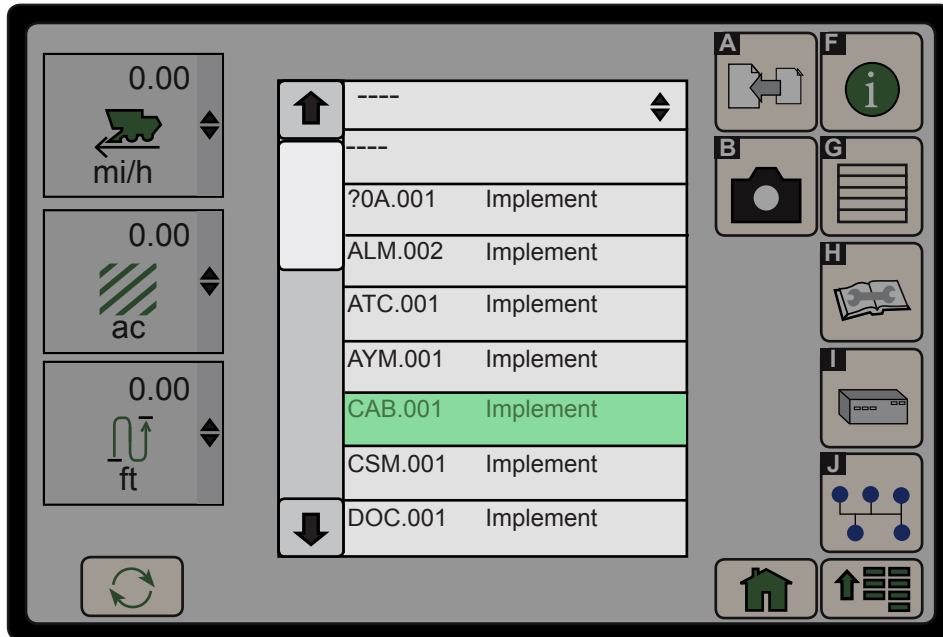 0.00
mi/h
0.00
ac
0.00
ft
----
----
?0A.001 Implement
ALM.002 Implement
ATC.001 Implement
AYM.001 Implement
CAB.001 Implement
CSM.001 Implement
DOC.001 Implement
A
F
i
B
G
H
I
J